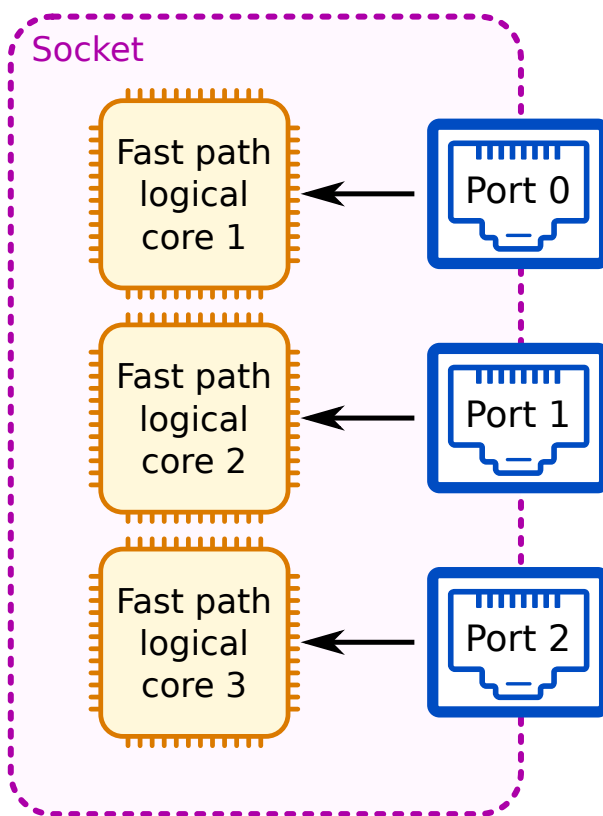 Socket
Fast path
logical
core 1
Port 0
Fast path
logical
core 2
Port 1
Fast path
logical
core 3
Port 2